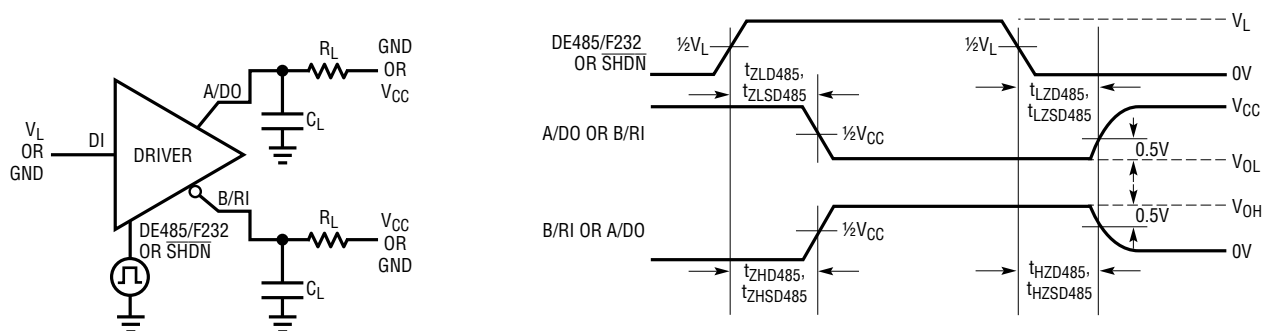 R_L
GND
OR
V_CC
A/DO
C_L
V_L
OR
GND
DI
DRIVER
B/RI
R_L
V_CC
OR
GND
DE485/F232
OR SHDN
C_L
DE485/F232
OR SHDN
½V_L
½V_L
V_L
0V
t_ZLD485,
t_ZLSD485
t_LZD485,
t_LZSD485
A/DO OR B/RI
½V_CC
V_CC
0.5V
V_OL
B/RI OR A/DO
½V_CC
V_OH
0.5V
0V
t_ZHD485,
t_ZHSD485
t_HZD485,
t_HZSD485